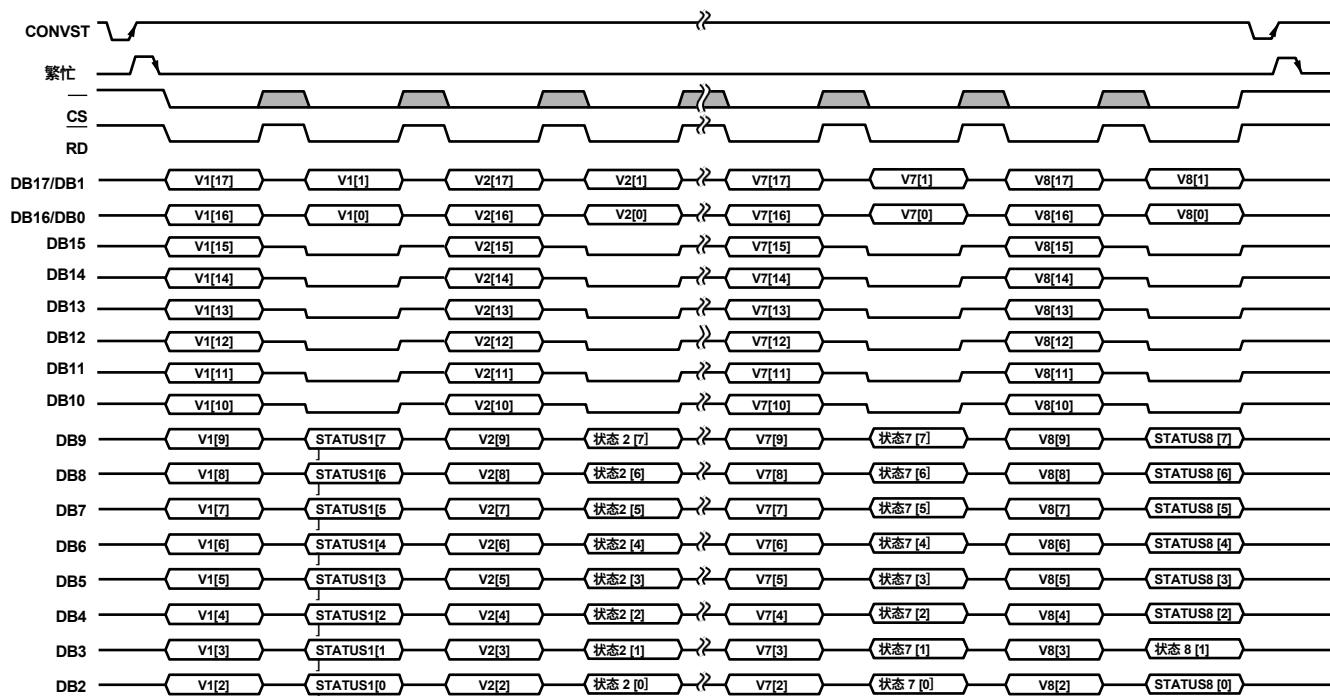 CONVST
繁忙
CS
RD
DB17/DB1 V1[17] V1[1] V2[17] V2[1] V7[17] V7[1] V8[17] V8[1]
DB16/DB0 V1[16] V1[0] V2[16] V2[0] V7[16] V7[0] V8[16] V8[0]
DB15 V1[15] V2[15] V7[15] V8[15]
DB14 V1[14] V2[14] V7[14] V8[14]
DB13 V1[13] V2[13] V7[13] V8[13]
DB12 V1[12] V2[12] V7[12] V8[12]
DB11 V1[11] V2[11] V7[11] V8[11]
DB10 V1[10] V2[10] V7[10] V8[10]
DB9 V1[9] STATUS1[7 ] V2[9] 状态 2 [7] V7 [9] 状态7 [7] V8[9] STATUS8 [7]
DB8 V1[8] STATUS1[6 ] V2[8] 状态2 [6] V7[8] 状态7 [6] V8[8] STATUS8 [6]
DB7 V1[7] STATUS1[5 ] V2[7] 状态2 [5] V7[7] 状态7 [5] V8[7] STATUS8 [5]
DB6 V1[6] STATUS1[4 ] V2[6] 状态2 [4] V7[6] 状态7 [4] V8[6] STATUS8 [4]
DB5 V1[5] STATUS1[3 ] V2[5] 状态2 [3] V7[5] 状态7 [3] V8[5] STATUS8 [3]
DB4 V1[4] STATUS1[2 ] V2[4] 状态2 [2] V7[4] 状态7 [2] V8[4] STATUS8 [2]
DB3 V1[3] STATUS1[1 ] V2[3] 状态2 [1] V7[3] 状态7 [1] V8[3] 状态 8 [1]
DB2 V1[2] STATUS1[0 V2[2] 状态 2 [0] V7[2] 状态 7 [0] V8[2] STATUS8 [0]